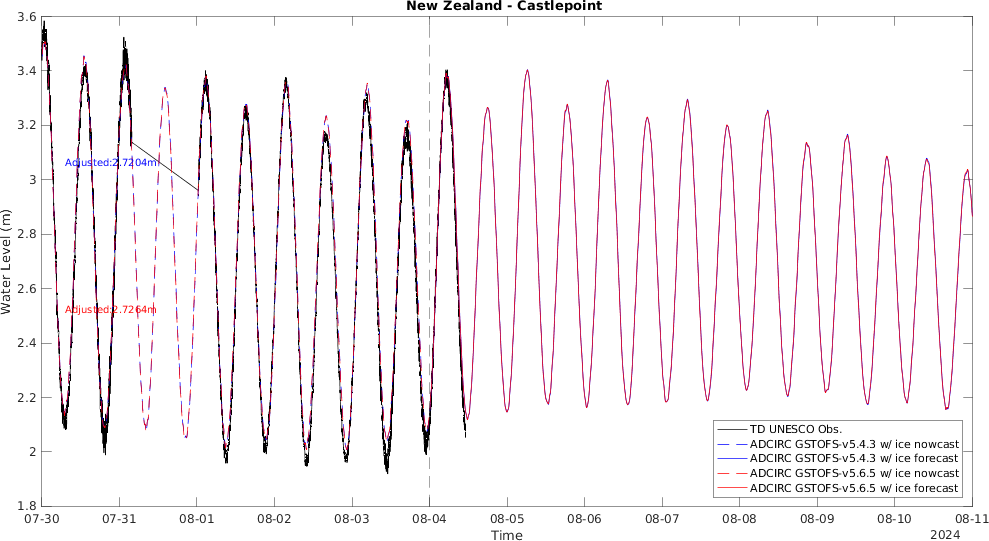 New Zealand - Castlepoint
3.6
3.4
3.2
3
2.8
2.6
2.4
2.2
2
1.8
Water Level (m)
Adjusted:2.7204m
Adjusted:2.7264m
TD UNESCO Obs.
ADCIRC GSTOFS-v5.4.3 w/ ice nowcast
ADCIRC GSTOFS-v5.4.3 w/ ice forecast
ADCIRC GSTOFS-v5.6.5 w/ ice nowcast
ADCIRC GSTOFS-v5.6.5 w/ ice forecast
07-30 07-31 08-01 08-02 08-03 08-04 08-05 08-06 08-07 08-08 08-09 08-10 08-11
Time
2024